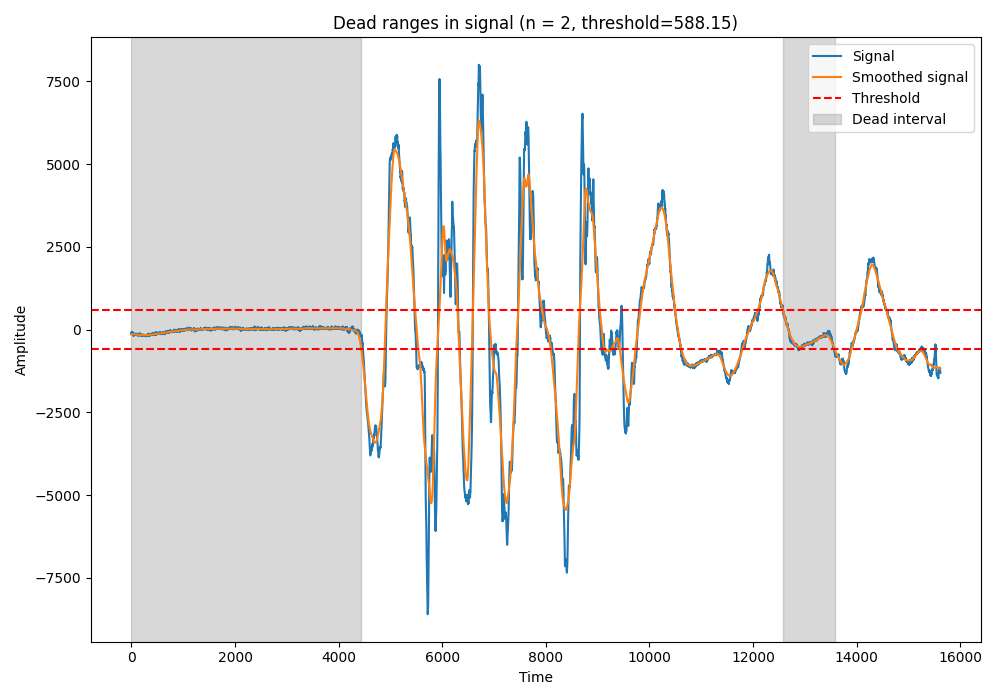 Dead ranges in signal (n = 2, threshold=588.15)
Signal
Smoothed signal
Threshold
Dead interval
Amplitude
7500
5000
2500
0
−2500
−5000
−7500
0 2000 4000 6000 8000 10000 12000 14000 16000
Time